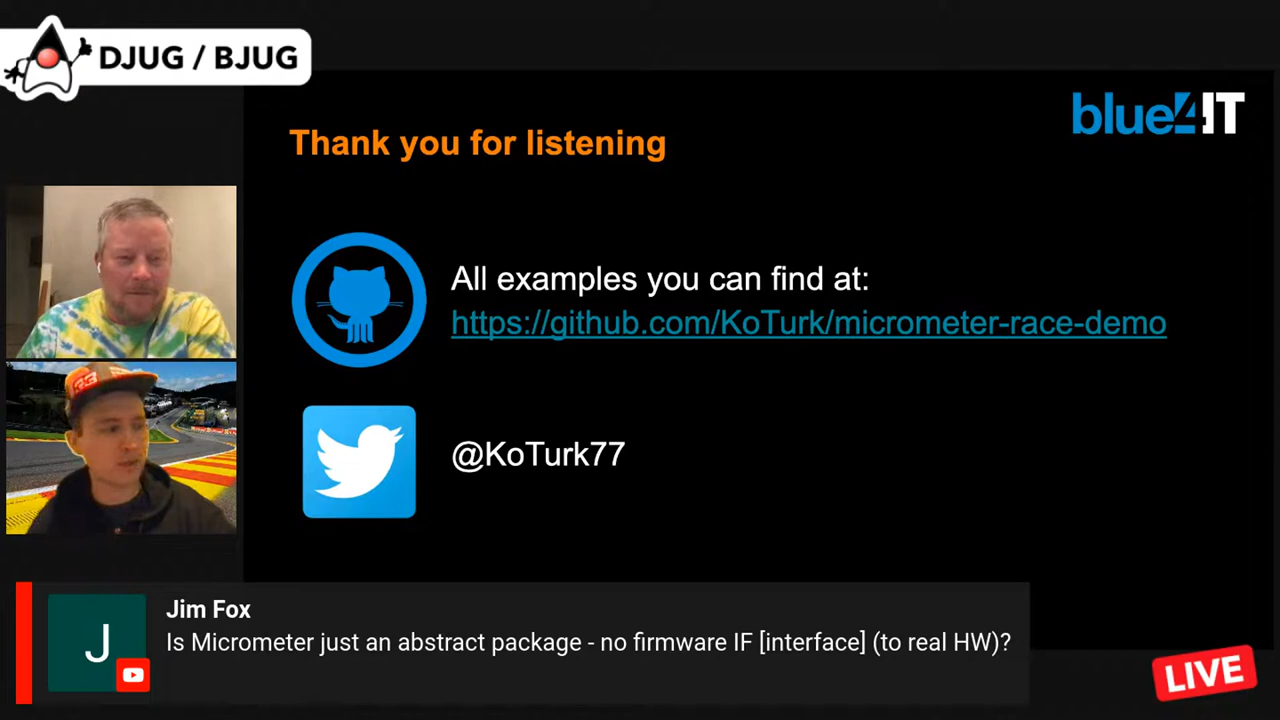 DJUG / BJUG
blue4IT
Thank you for listening
All examples you can find at:
https://github.com/KoTurk/micrometer-race-demo
@KoTurk77
J
Jim Fox
Is Micrometer just an abstract package - no firmware IF [interface] (to real HW)?
LIVE